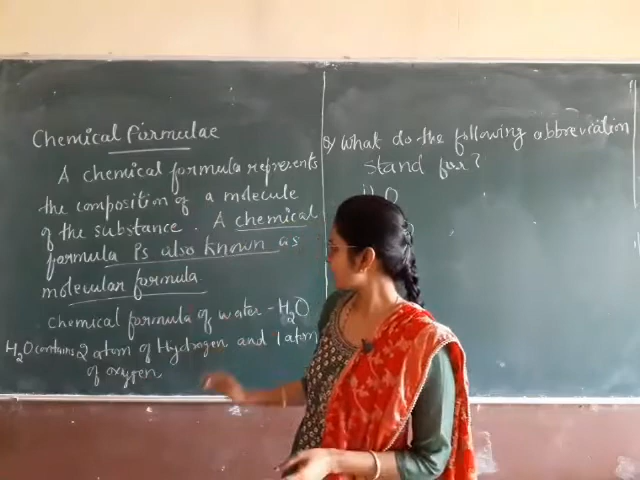 Chemical Formulae
A chemical formula represents
the composition of a molecule
of the substance. A chemical
formula is also known as
molecular formula.
Chemical formula of water - H₂O
H₂O contains 2 atom of Hydrogen and 1 atom
of oxygen
Q) What do the following abbreviation
stand for?